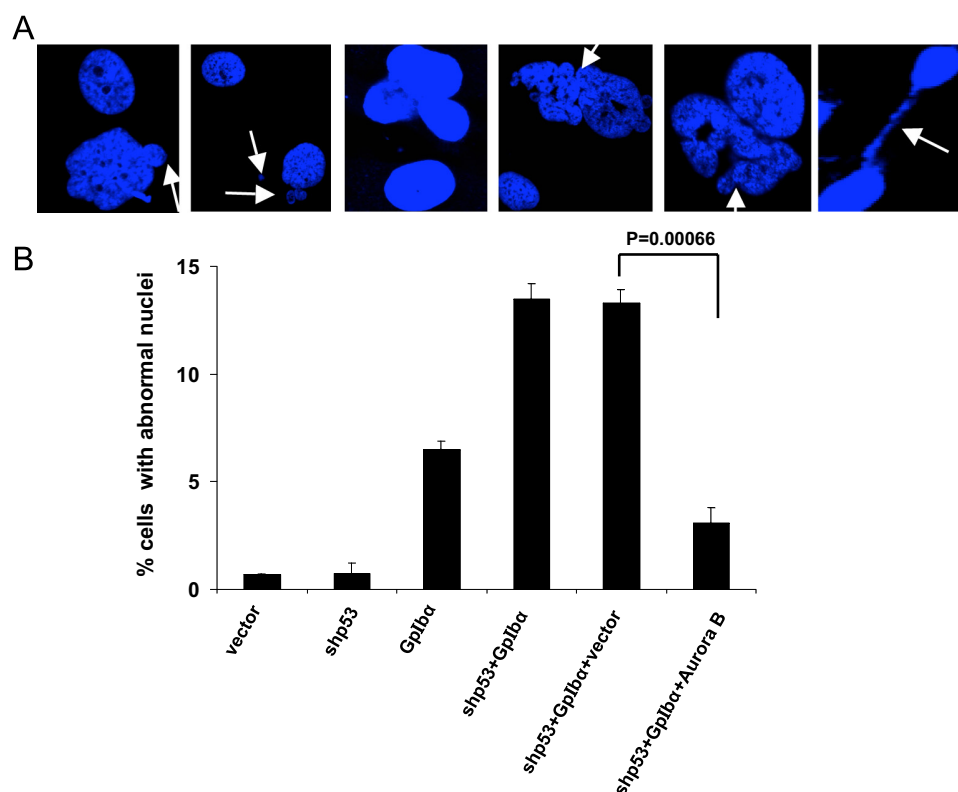 A
B
P=0.00066
% cells with abnormal nuclei
15
10
5
0
vector
shp53
GpIbα
shp53+GpIbα
shp53+GpIbα+vector
shp53+GpIbα+Aurora B